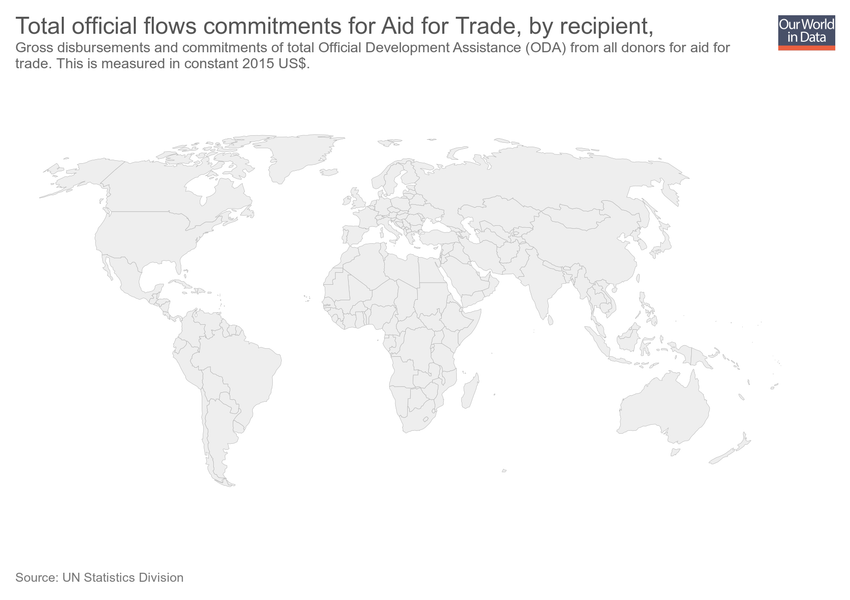 Total official flows commitments for Aid for Trade, by recipient,
Our World
in Data
Gross disbursements and commitments of total Official Development Assistance (ODA) from all donors for aid for
trade. This is measured in constant 2015 US$.
Source: UN Statistics Division